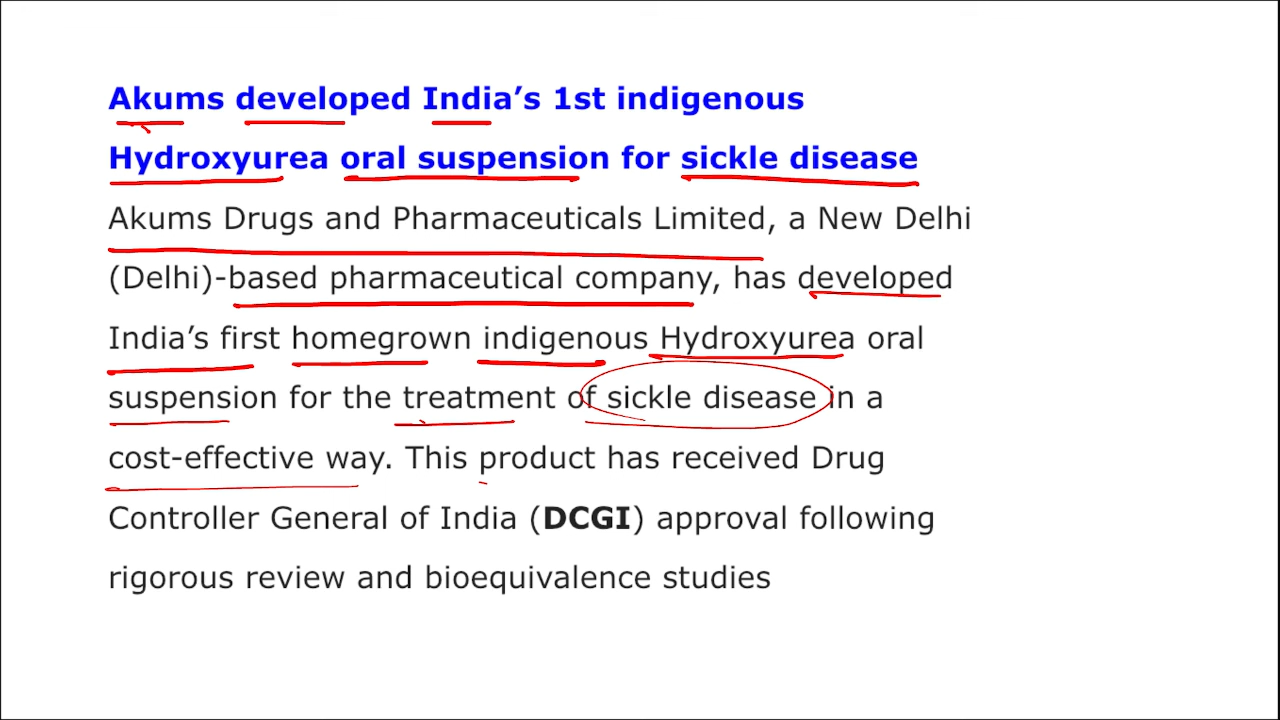 Akums developed India’s 1st indigenous
Hydroxyurea oral suspension for sickle disease
Akums Drugs and Pharmaceuticals Limited, a New Delhi
(Delhi)-based pharmaceutical company, has developed
India’s first homegrown indigenous Hydroxyurea oral
suspension for the treatment of sickle disease in a
cost-effective way. This product has received Drug
Controller General of India (DCGI) approval following
rigorous review and bioequivalence studies